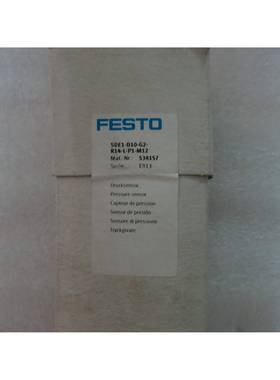 FESTO
SDE1-D10-G2-
R14-L-P1-M12
Mat.-Nr. 534157
Serie E813
Drucksensor
Pressure sensor
Capteur de pression
Sensor de presión
Sensore di pressione
Tryckgivare